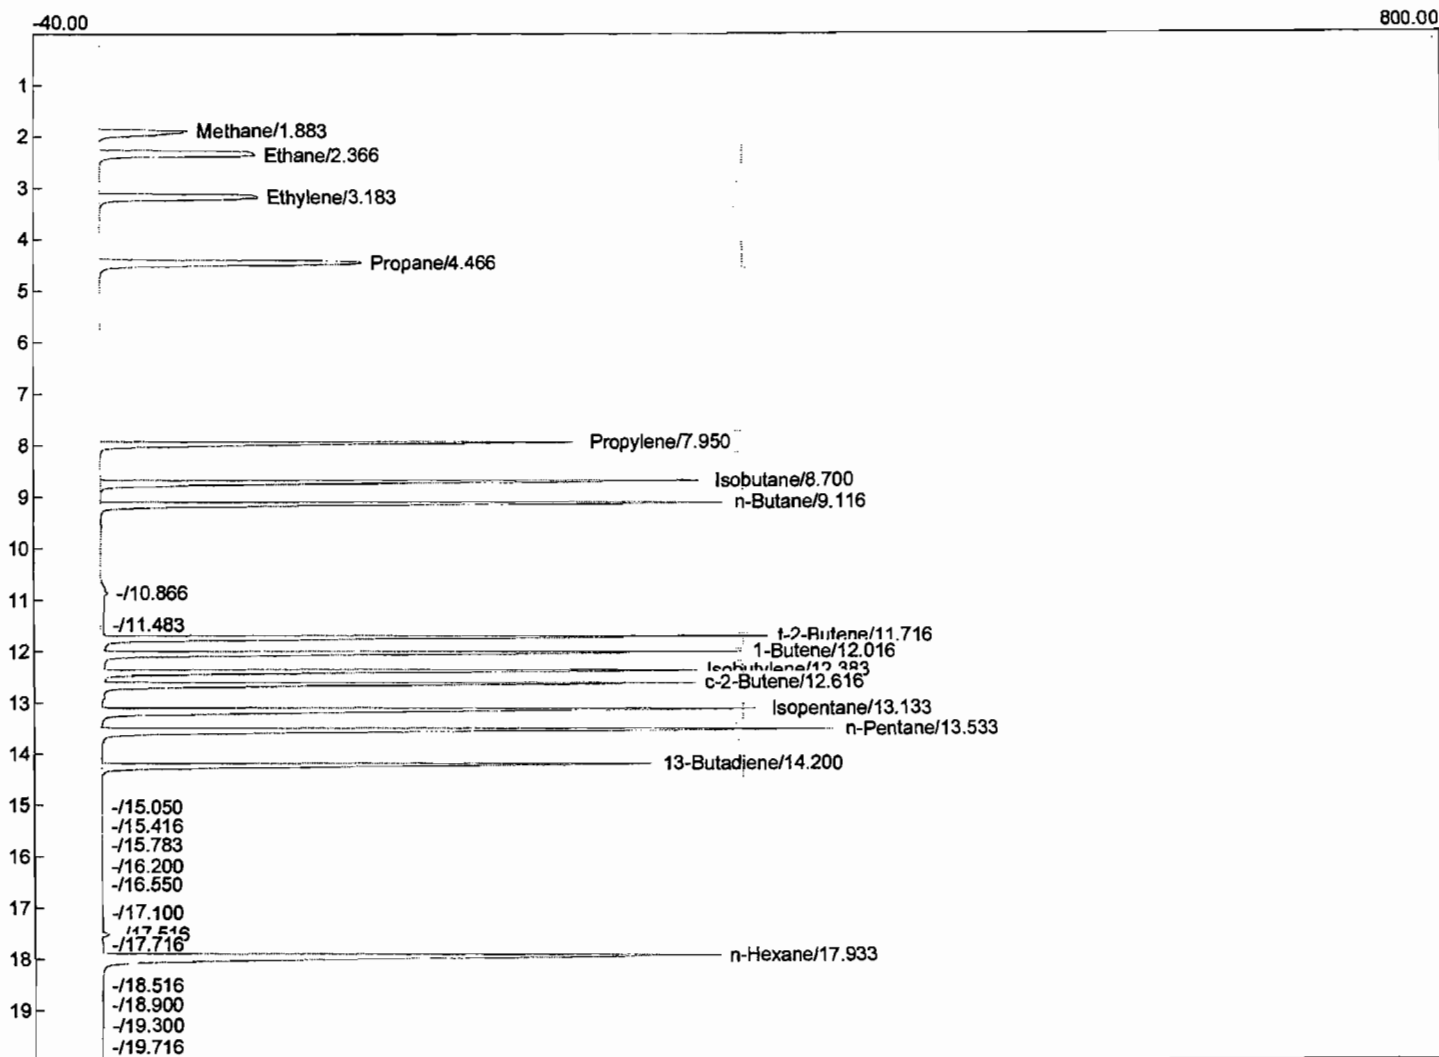 -40.00 800.00
1
Methane/1.883
2
Ethane/2.366
3
Ethylene/3.183
4
Propane/4.466
5
6
7
Propylene/7.950
8
Isobutane/8.700
9
n-Butane/9.116
10
-/10.866
11
-/11.483
t-2-Butene/11.716
12
1-Butene/12.016
Isobutylene/12.383
c-2-Butene/12.616
13
Isopentane/13.133
n-Pentane/13.533
14
13-Butadiene/14.200
15
-/15.050
-/15.416
-/15.783
16
-/16.200
-/16.550
17
-/17.100
-/17.516
-/17.716
18
n-Hexane/17.933
-/18.516
-/18.900
19
-/19.300
-/19.716